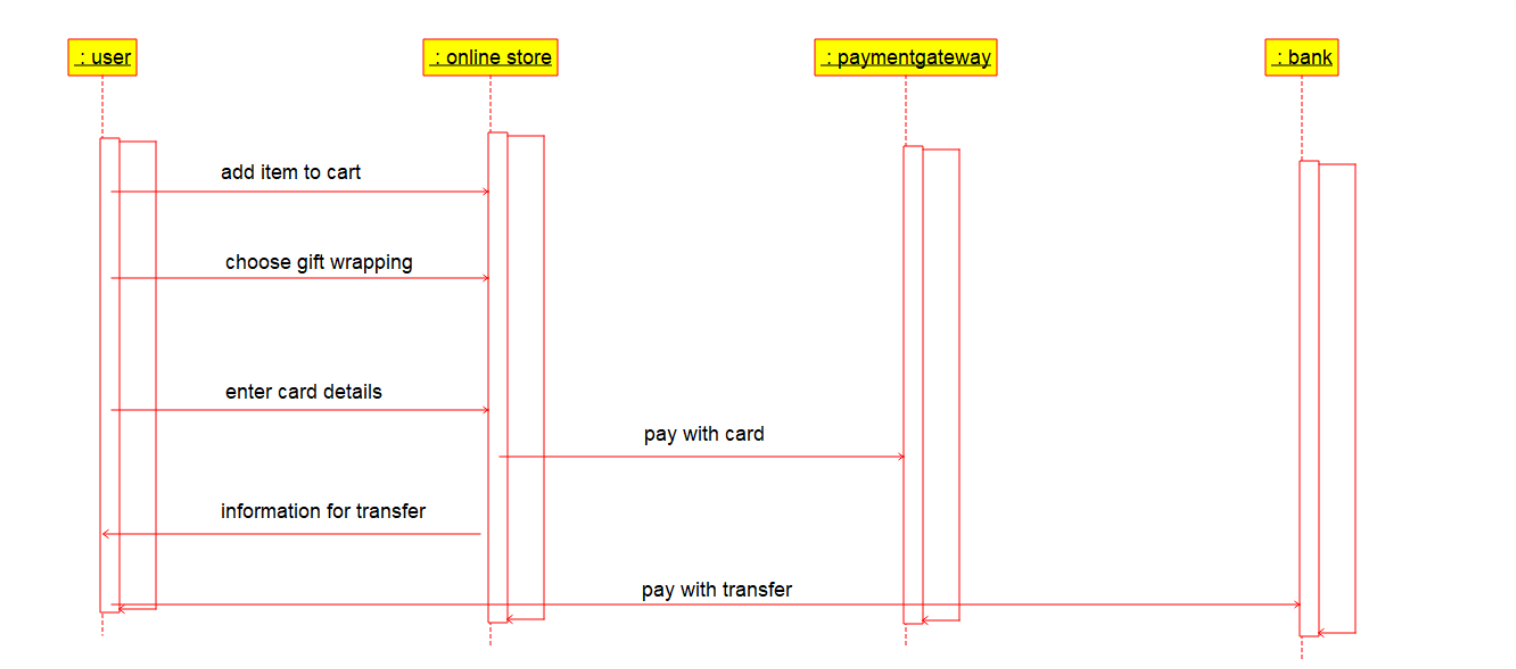 : user
: online store
: paymentgateway
: bank
add item to cart
choose gift wrapping
enter card details
pay with card
information for transfer
pay with transfer